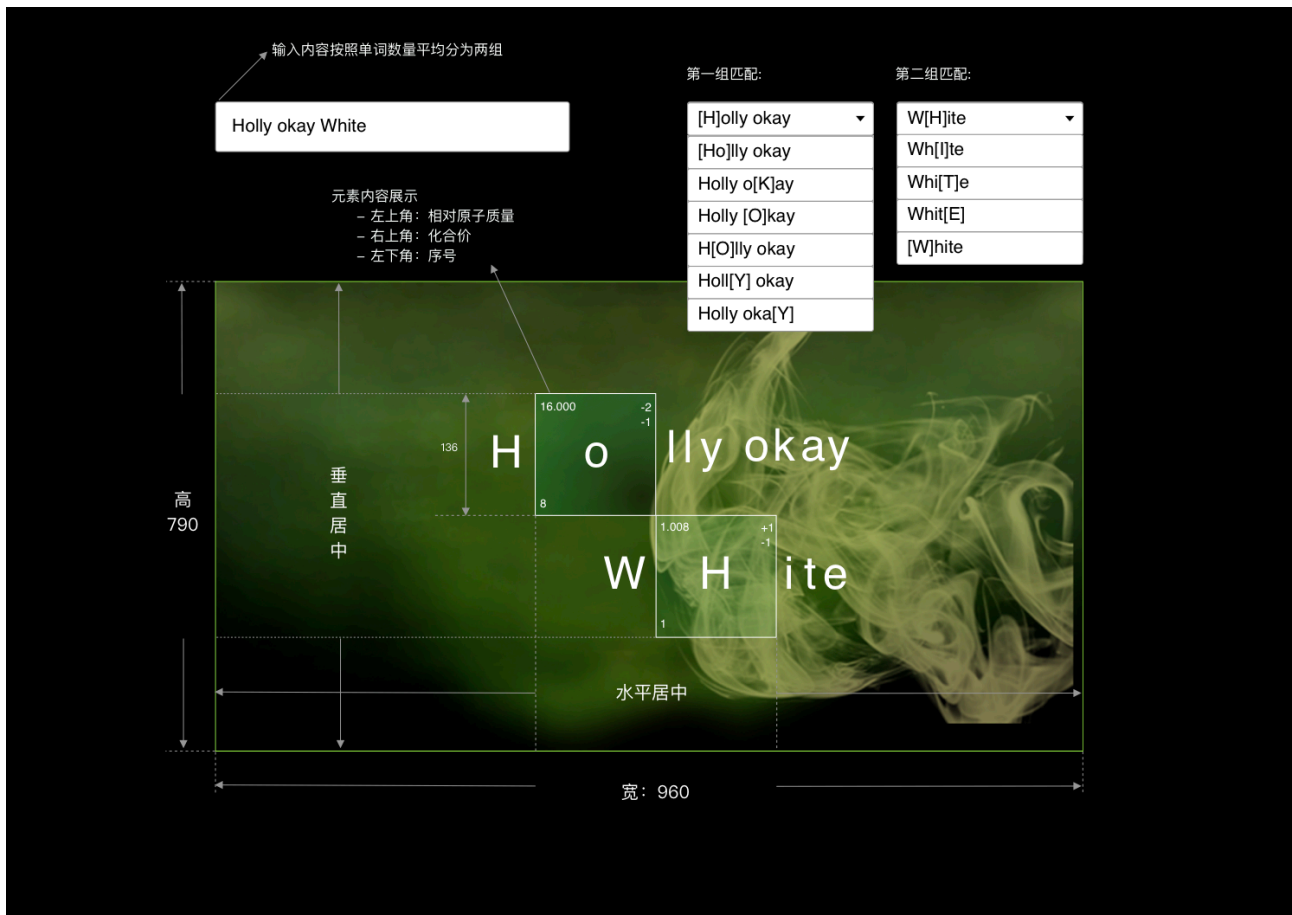 输入内容按照单词数量平均分为两组
Holly okay White
第一组匹配:
[H]olly okay
[Ho]lly okay
Holly o[K]ay
Holly [O]kay
H[O]lly okay
Holl[Y] okay
Holly oka[Y]
第二组匹配:
W[H]ite
Wh[I]te
Whi[T]e
Whit[E]
[W]hite
元素内容展示
– 左上角：相对原子质量
– 右上角：化合价
– 左下角：序号
高
790
垂
直
居
中
136
16.000
-2
-1
H o lly okay
8
1.008
+1
-1
W H ite
1
水平居中
宽：960